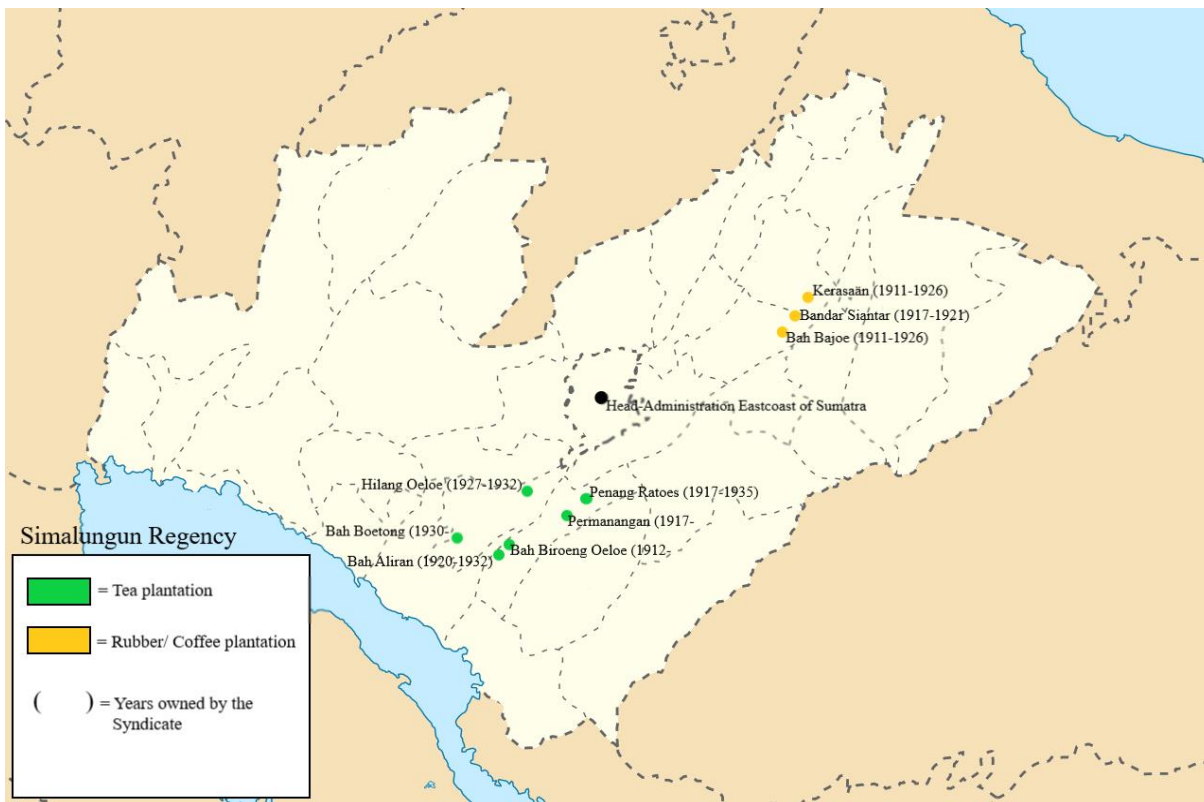 Kerasaän (1911-1926)
Bandar Siantar (1917-1921)
Bah Bajoe (1911-1926)
Head-Administration Eastcoast of Sumatra
Hilang Oeloe (1927-1932)
Penang Ratoes (1917-1935)
Permanangan (1917-
Bah Boetong (1930-
Bah Biroeng Oeloe (1912-
Bah Aliran (1920-1932)
Simalungun Regency
= Tea plantation
= Rubber/ Coffee plantation
( ) = Years owned by the
Syndicate